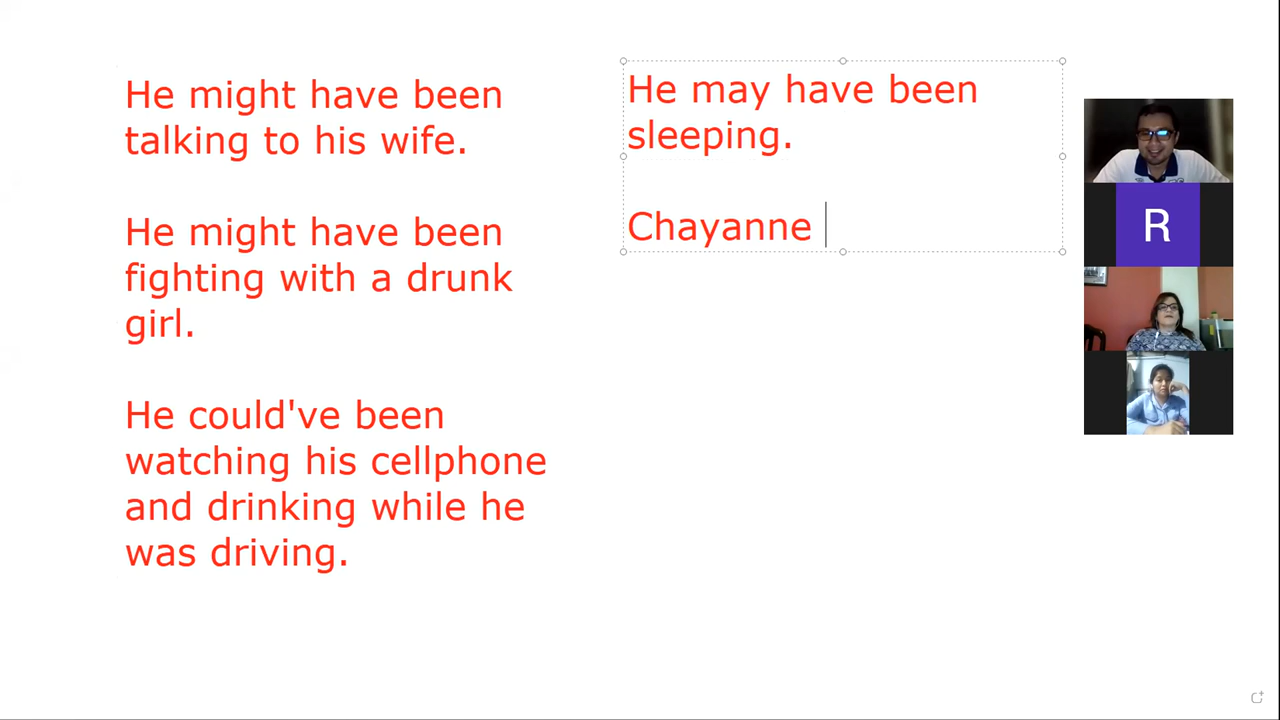 He might have been
talking to his wife.
He might have been
fighting with a drunk
girl.
He could've been
watching his cellphone
and drinking while he
was driving.
He may have been
sleeping.
Chayanne
R